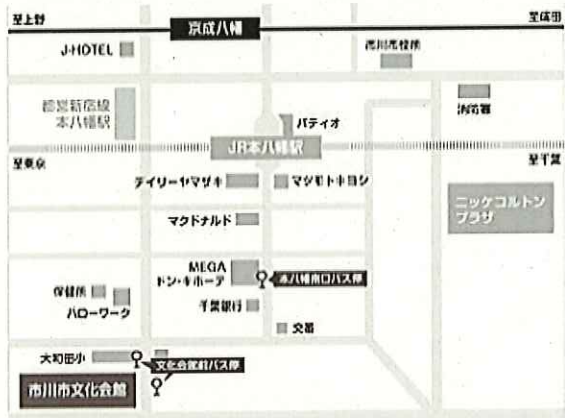 至上野
京成八幡
至成田
J-HOTEL
市川市役所
都営新宿線
本八幡駅
消防署
パティオ
JR本八幡駅
至東京
至千葉
デイリーヤマザキ
マツモトキヨシ
ニッケコルトン
プラザ
マクドナルド
MEGA
ドン・キホーテ
本八幡南口バス停
保健所
千葉銀行
ハローワーク
交番
大和田小
文化会館前バス停
市川市文化会館